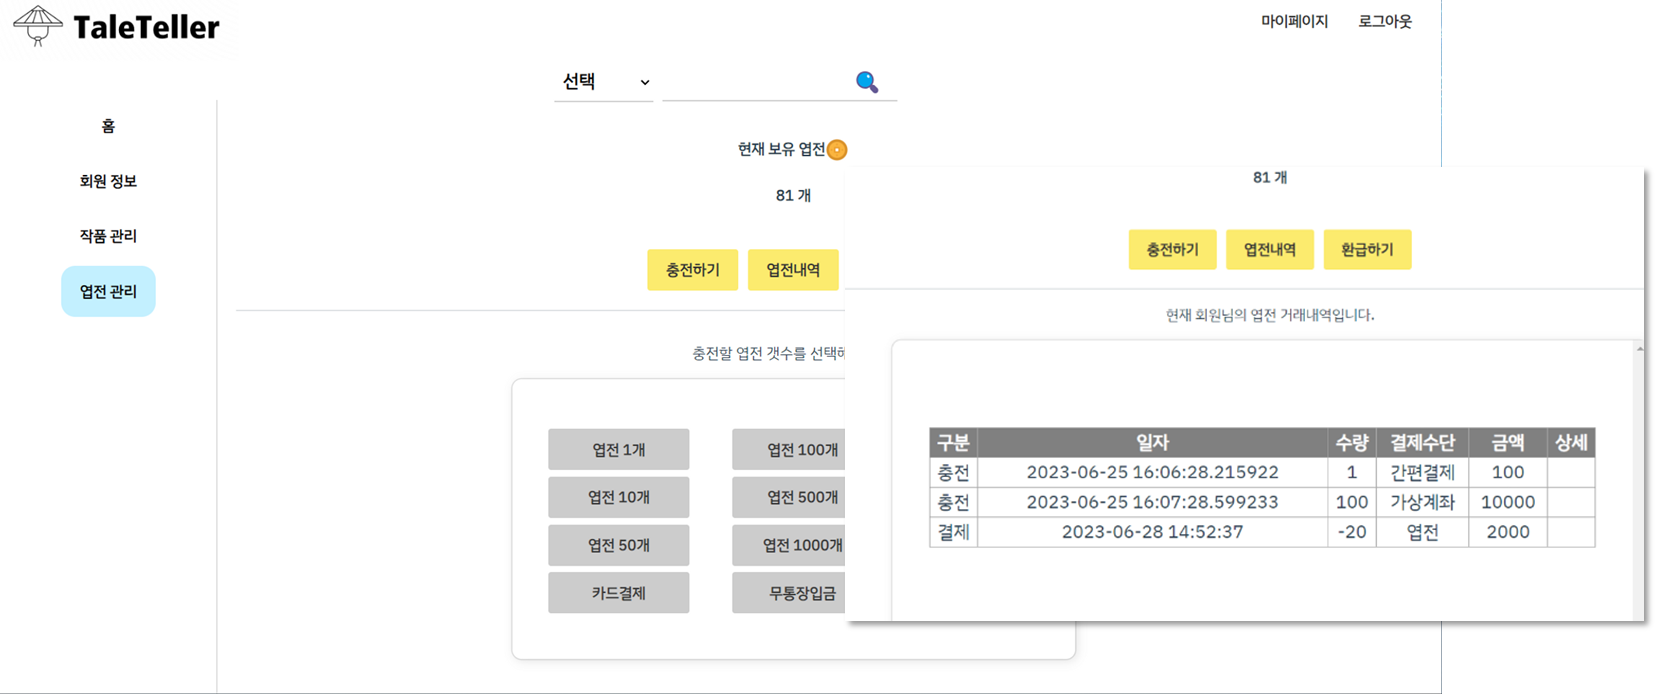 TaleTeller
마이페이지 로그아웃
선택
홈
회원 정보
작품 관리
엽전 관리
현재 보유 엽전
81 개
충전하기 엽전내역
충전할 엽전 갯수를 선택해
엽전 1개 엽전 100개
엽전 10개 엽전 500개
엽전 50개 엽전 1000개
카드결제 무통장입금
81 개
충전하기 엽전내역 환급하기
현재 회원님의 엽전 거래내역입니다.
구분 일자 수량 결제수단 금액 상세
충전 2023-06-25 16:06:28.215922 1 간편결제 100
충전 2023-06-25 16:07:28.599233 100 가상계좌 10000
결제 2023-06-28 14:52:37 -20 엽전 2000